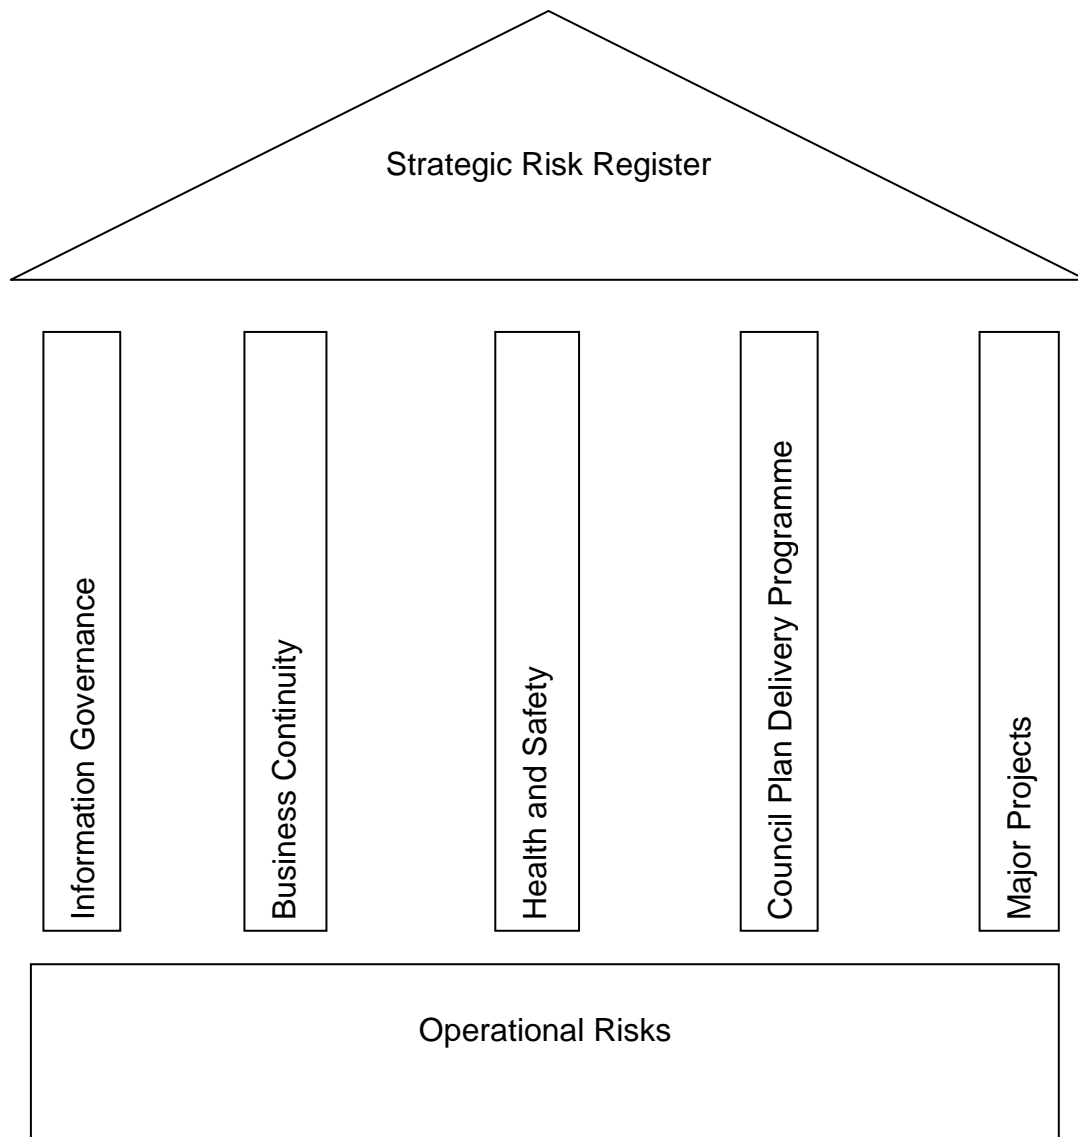 Strategic Risk Register
Information Governance
Business Continuity
Health and Safety
Council Plan Delivery Programme
Major Projects
Operational Risks